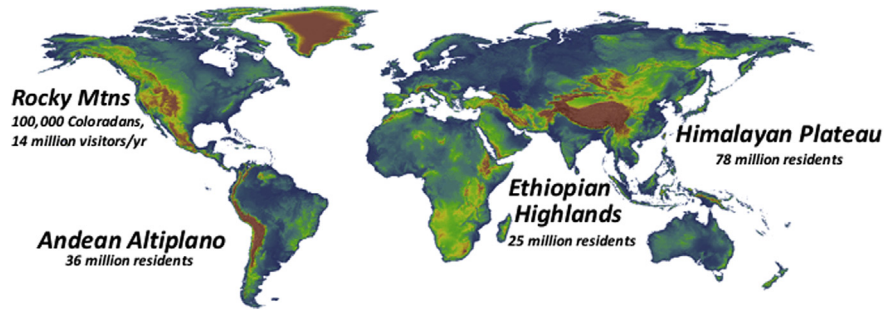 Rocky Mtns
100,000 Coloradans,
14 million visitors/yr
Himalayan Plateau
78 million residents
Ethiopian
Highlands
25 million residents
Andean Altiplano
36 million residents